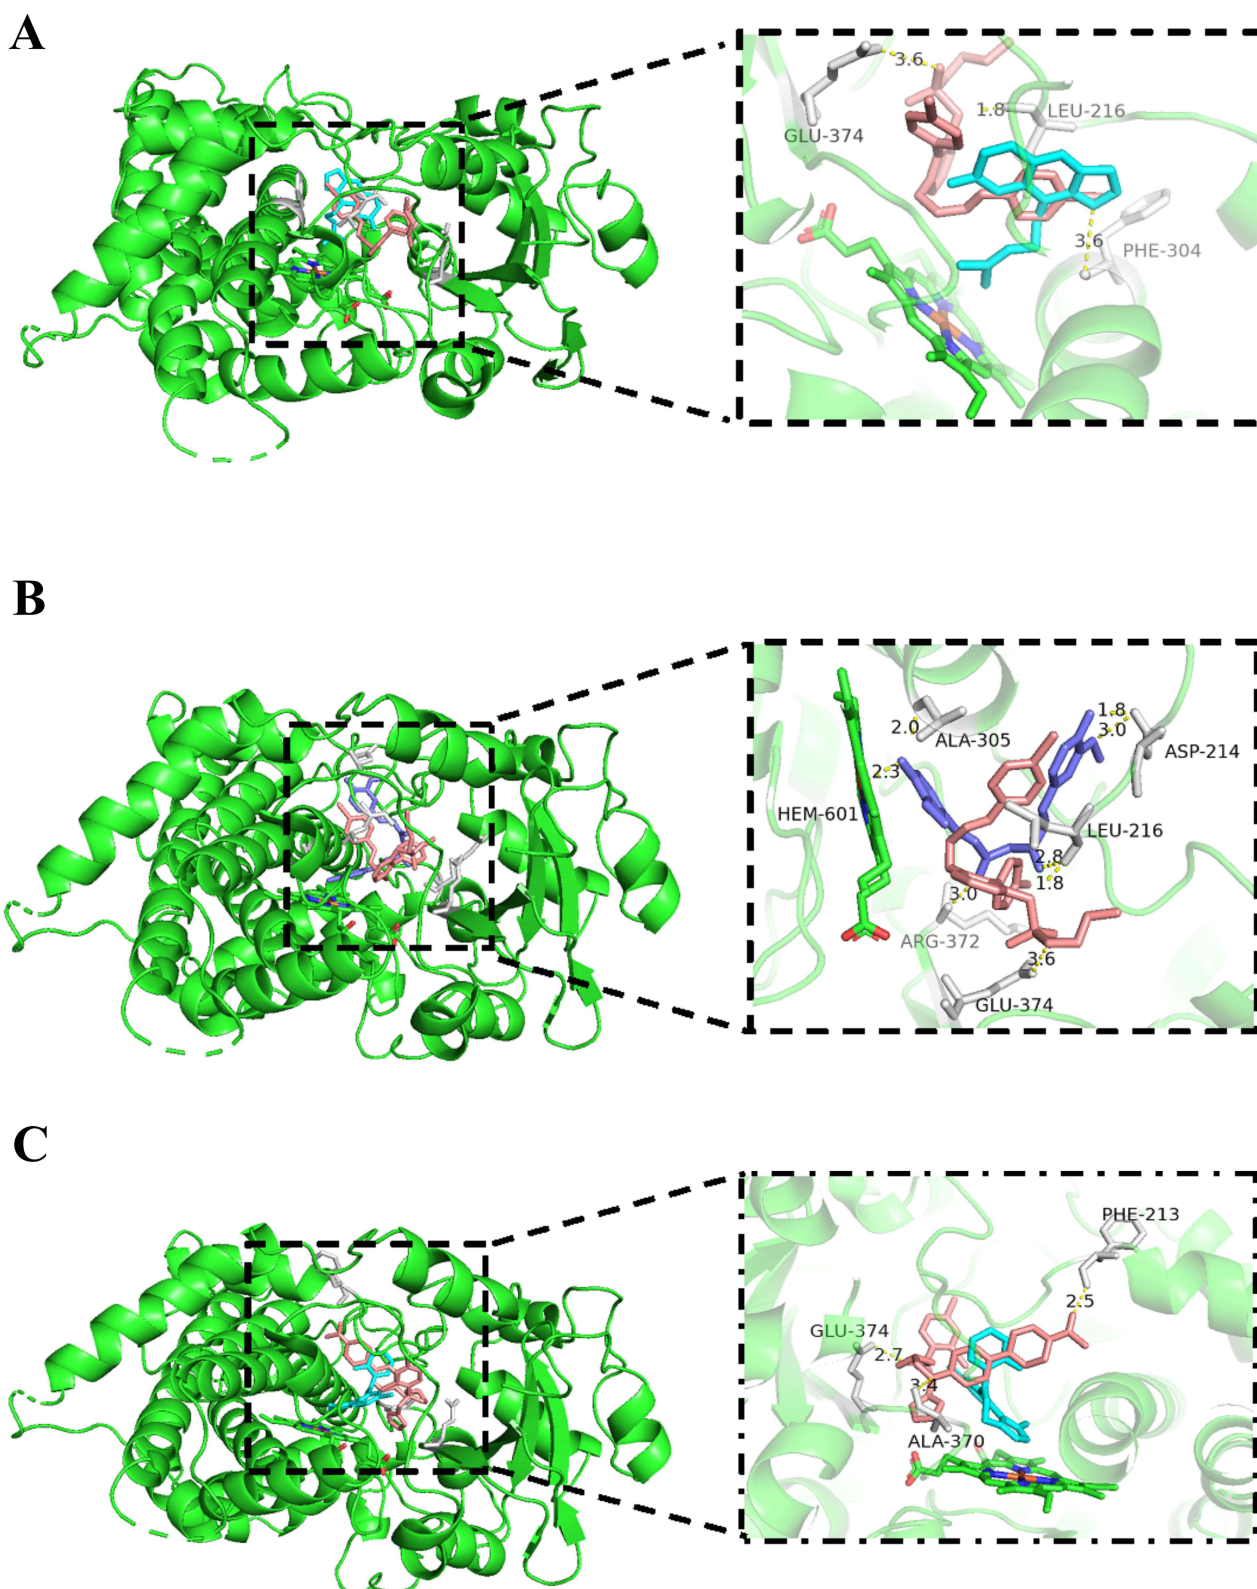 A
3.6
1.8
LEU-216
GLU-374
3.6
PHE-304
B
1.8
2.0
3.0
ALA-305
ASP-214
2.3
HEM-601
LEU-216
2.8
1.8
3.0
ARG-372
3.6
GLU-374
C
PHE-213
2.5
GLU-374
2.7
3.4
ALA-370